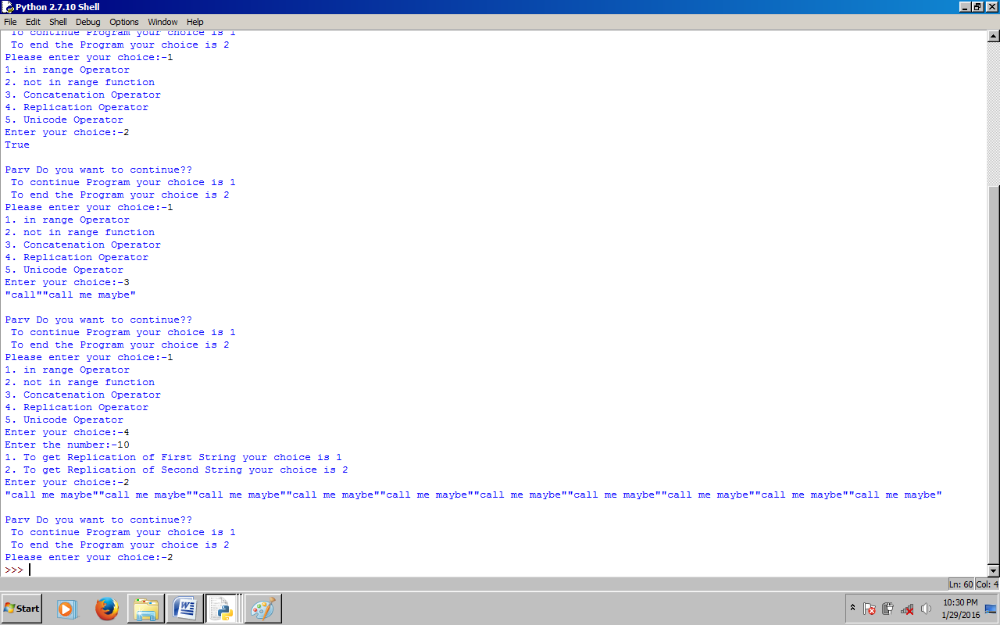 Python 2.7.10 Shell
File Edit Shell Debug Options Window Help
To continue Program your choice is 1
To end the Program your choice is 2
Please enter your choice:-1
1. in range Operator
2. not in range function
3. Concatenation Operator
4. Replication Operator
5. Unicode Operator
Enter your choice:-2
True
Parv Do you want to continue??
To continue Program your choice is 1
To end the Program your choice is 2
Please enter your choice:-1
1. in range Operator
2. not in range function
3. Concatenation Operator
4. Replication Operator
5. Unicode Operator
Enter your choice:-3
"call""call me maybe"
Parv Do you want to continue??
To continue Program your choice is 1
To end the Program your choice is 2
Please enter your choice:-1
1. in range Operator
2. not in range function
3. Concatenation Operator
4. Replication Operator
5. Unicode Operator
Enter your choice:-4
Enter the number:-10
1. To get Replication of First String your choice is 1
2. To get Replication of Second String your choice is 2
Enter your choice:-2
"call me maybe""call me maybe""call me maybe""call me maybe""call me maybe""call me maybe""call me maybe""call me maybe""call me maybe""call me maybe"
Parv Do you want to continue??
To continue Program your choice is 1
To end the Program your choice is 2
Please enter your choice:-2
>>>
Ln: 60 Col: 4
Start
10:30 PM
1/29/2016